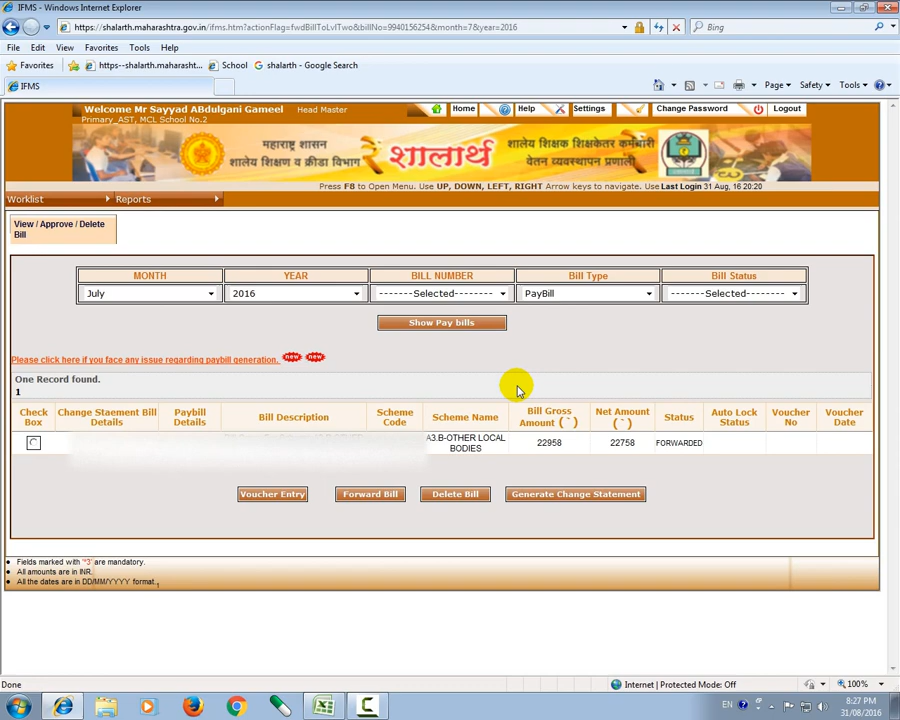 IFMS - Windows Internet Explorer
https://shalarth.maharashtra.gov.in/ifms.htm?actionFlag=fwdBillToLvlTwo&billNo=9940156254&month=7&year=2016
Bing
File Edit View Favorites Tools Help
Favorites https--shalarth.maharasht... School shalarth - Google Search
IFMS
Page Safety Tools
Welcome Mr Sayyad ABdulgani Gameel Head Master Home Help Settings Change Password Logout
Primary_AST, MCL School No.2
महाराष्ट्र शासन
शालेय शिक्षण व क्रीडा विभाग
शालार्थ
शालेय शिक्षक शिक्षकेतर कर्मचारी
वेतन व्यवस्थापन प्रणाली
Press F8 to Open Menu. Use UP, DOWN, LEFT, RIGHT Arrow keys to navigate. Use Last Login 31 Aug, 16 20:20
Worklist Reports
View / Approve / Delete
Bill
MONTH YEAR BILL NUMBER Bill Type Bill Status
July 2016 -------Selected-------- PayBill -------Selected--------
Show Pay bills
Please click here if you face any issue regarding paybill generation. new new
One Record found.
1
Check Box Change Staement Bill Details Paybill Details Bill Description Scheme Code Scheme Name Bill Gross Amount (`) Net Amount (`) Status Auto Lock Status Voucher No Voucher Date
A3.B-OTHER LOCAL BODIES 22958 22758 FORWARDED
Voucher Entry Forward Bill Delete Bill Generate Change Statement
Fields marked with '*3' are mandatory.
All amounts are in INR.
All the dates are in DD/MM/YYYY format.
Done Internet | Protected Mode: Off 100%
EN 8:27 PM
31/08/2016